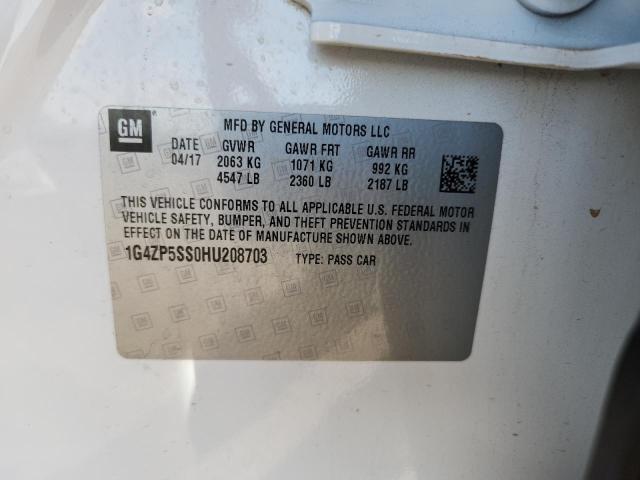 GM MFD BY GENERAL MOTORS LLC
DATE GVWR GAWR FRT GAWR RR
04/17 2063 KG 1071 KG 992 KG
4547 LB 2360 LB 2187 LB
THIS VEHICLE CONFORMS TO ALL APPLICABLE U.S. FEDERAL MOTOR
VEHICLE SAFETY, BUMPER, AND THEFT PREVENTION STANDARDS IN
EFFECT ON THE DATE OF MANUFACTURE SHOWN ABOVE.
1G4ZP5SS0HU208703 TYPE: PASS CAR